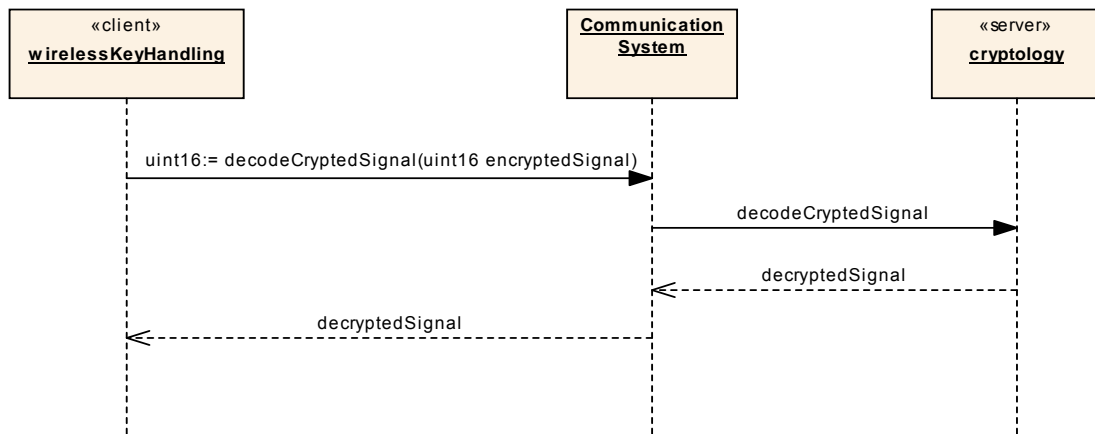 «client»
wirelessKeyHandling
Communication
System
«server»
cryptology
uint16:= decodeCryptedSignal(uint16 encryptedSignal)
decodeCryptedSignal
decryptedSignal
decryptedSignal